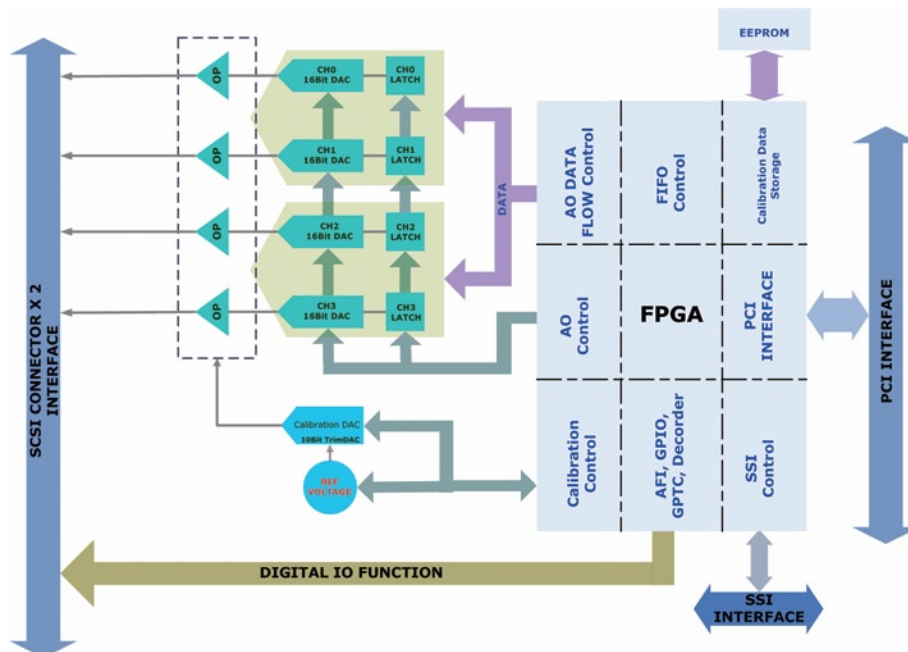 EEPROM
SCSI CONNECTOR X 2
INTERFACE
OP
CH0
16Bit DAC
CH0
LATCH
OP
CH1
16Bit DAC
CH1
LATCH
OP
CH2
16Bit DAC
CH2
LATCH
OP
CH3
16Bit DAC
CH3
LATCH
DATA
AO DATA
FLOW Control
FIFO
Control
Calibration Data
Storage
AO
Control
FPGA
PCI
INTERFACE
Calibration
Control
AFI, GPIO,
GPTC, Decorder
SSI
Control
PCI INTERFACE
Calibration DAC
10Bit TrimDAC
REF
VOLTAGE
DIGITAL IO FUNCTION
SSI
INTERFACE